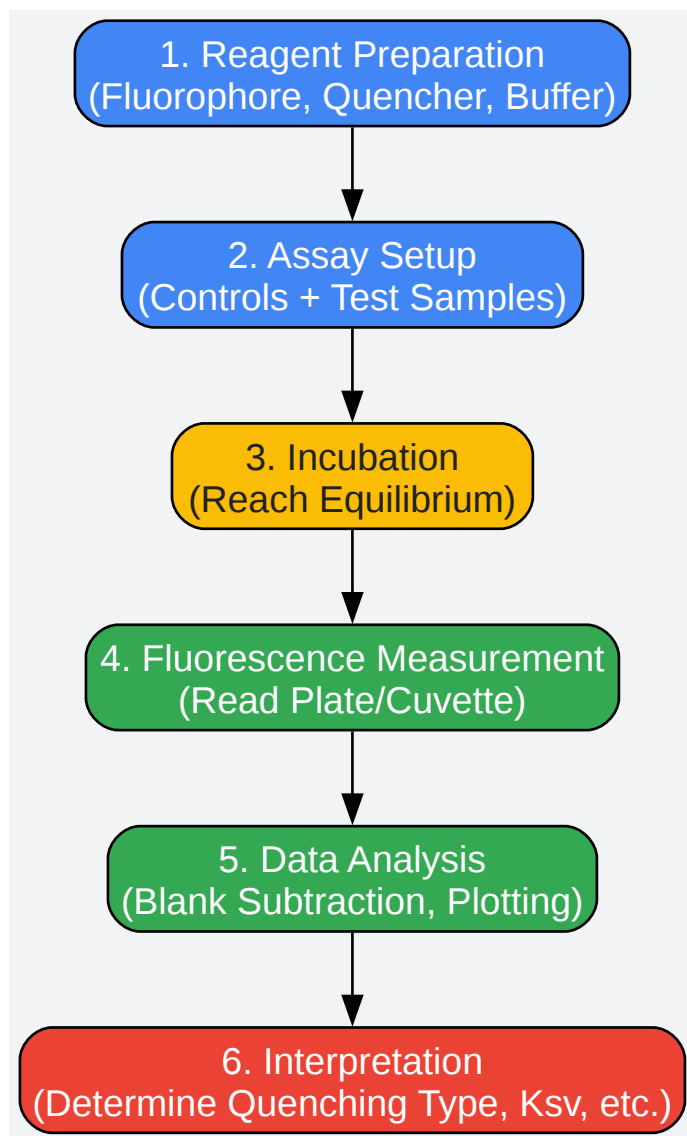 1. Reagent Preparation
(Fluorophore, Quencher, Buffer)
2. Assay Setup
(Controls + Test Samples)
3. Incubation
(Reach Equilibrium)
4. Fluorescence Measurement
(Read Plate/Cuvette)
5. Data Analysis
(Blank Subtraction, Plotting)
6. Interpretation
(Determine Quenching Type, Ksv, etc.)